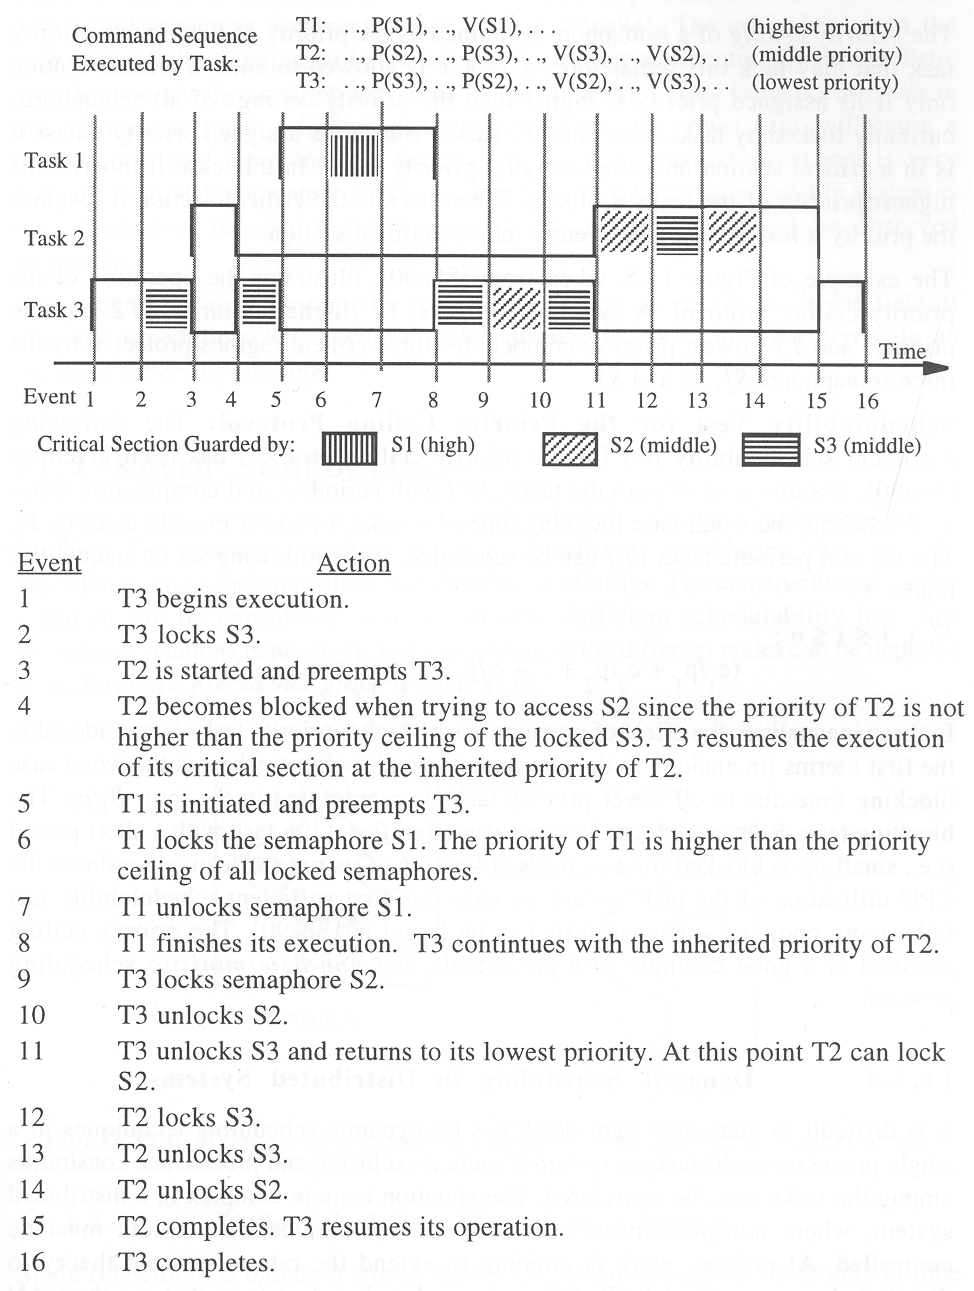 Command Sequence
Executed by Task:
T1: . ., P(S1), V(S1), . . . (highest priority)
T2: . ., P(S2), . ., P(S3), . ., V(S3), . ., V(S2), . . . (middle priority)
T3: . ., P(S3), . ., P(S2), . ., V(S2), . ., V(S3), . . . (lowest priority)
Task 1
Task 2
Task 3
Time
Event 1 2 3 4 5 6 7 8 9 10 11 12 13 14 15 16
Critical Section Guarded by: S1 (high) S2 (middle) S3 (middle)
Event Action
1 T3 begins execution.
2 T3 locks S3.
3 T2 is started and preempts T3.
4 T2 becomes blocked when trying to access S2 since the priority of T2 is not
higher than the priority ceiling of the locked S3. T3 resumes the execution
of its critical section at the inherited priority of T2.
5 T1 is initiated and preempts T3.
6 T1 locks the semaphore S1. The priority of T1 is higher than the priority
ceiling of all locked semaphores.
7 T1 unlocks semaphore S1.
8 T1 finishes its execution. T3 contintues with the inherited priority of T2.
9 T3 locks semaphore S2.
10 T3 unlocks S2.
11 T3 unlocks S3 and returns to its lowest priority. At this point T2 can lock
S2.
12 T2 locks S3.
13 T2 unlocks S3.
14 T2 unlocks S2.
15 T2 completes. T3 resumes its operation.
16 T3 completes.